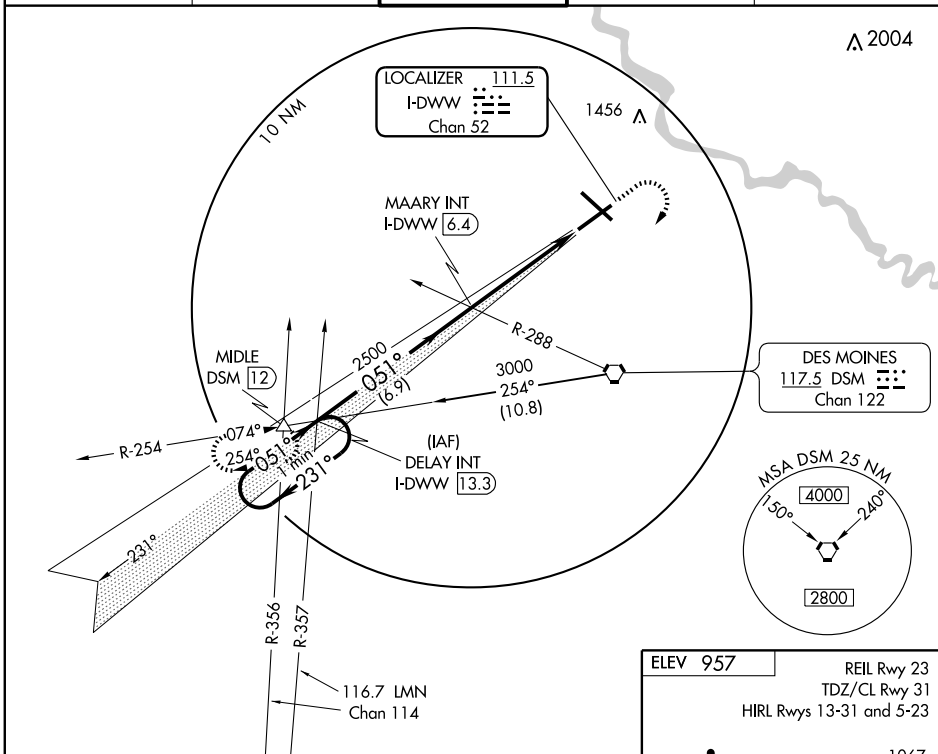 2004
LOCALIZER 111.5
I-DWW
Chan 52
10 NM
1456
MAARY INT
I-DWW 6.4
R-288
MIDLE
DSM 12
2500
051°
(6.9)
3000
254°
(10.8)
DES MOINES
117.5 DSM
Chan 122
R-254
074°
254°
051°
1 min
231°
(IAF)
DELAY INT
I-DWW 13.3
231°
MSA DSM 25 NM
4000
150°
240°
2800
R-356
R-357
116.7 LMN
Chan 114
ELEV 957
REIL Rwy 23
TDZ/CL Rwy 31
HIRL Rwys 13-31 and 5-23